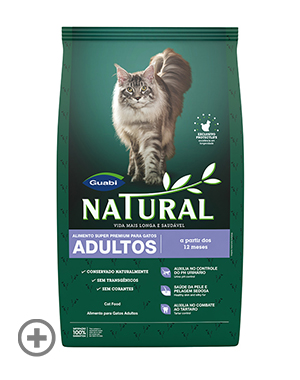 EXCLUSIVO
Guabi
NATURAL
VIDA MAIS LONGA E SAUDÁVEL
ALIMENTO SUPER PREMIUM PARA GATOS
ADULTOS
a partir dos
12 meses
CONSERVADO NATURALMENTE
SEM TRANSGÊNICOS
SEM CORANTES
Cat Food
Alimento para Gatos Adultos
AUXILIA NO CONTROLE
DO PH URINÁRIO
SAÚDE DA PELE E
PELAGEM SEDOSA
AUXILIA NO COMBATE
AO TÁRTARO
100%